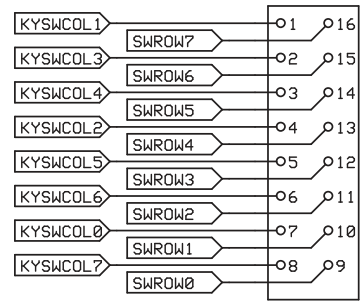 KYSWCOL1 1 16
SWROW7
KYSWCOL3 2 15
SWROW6
KYSWCOL4 3 14
SWROW5
KYSWCOL2 4 13
SWROW4
KYSWCOL5 5 12
SWROW3
KYSWCOL6 6 11
SWROW2
KYSWCOL0 7 10
SWROW1
KYSWCOL7 8 9
SWROW0